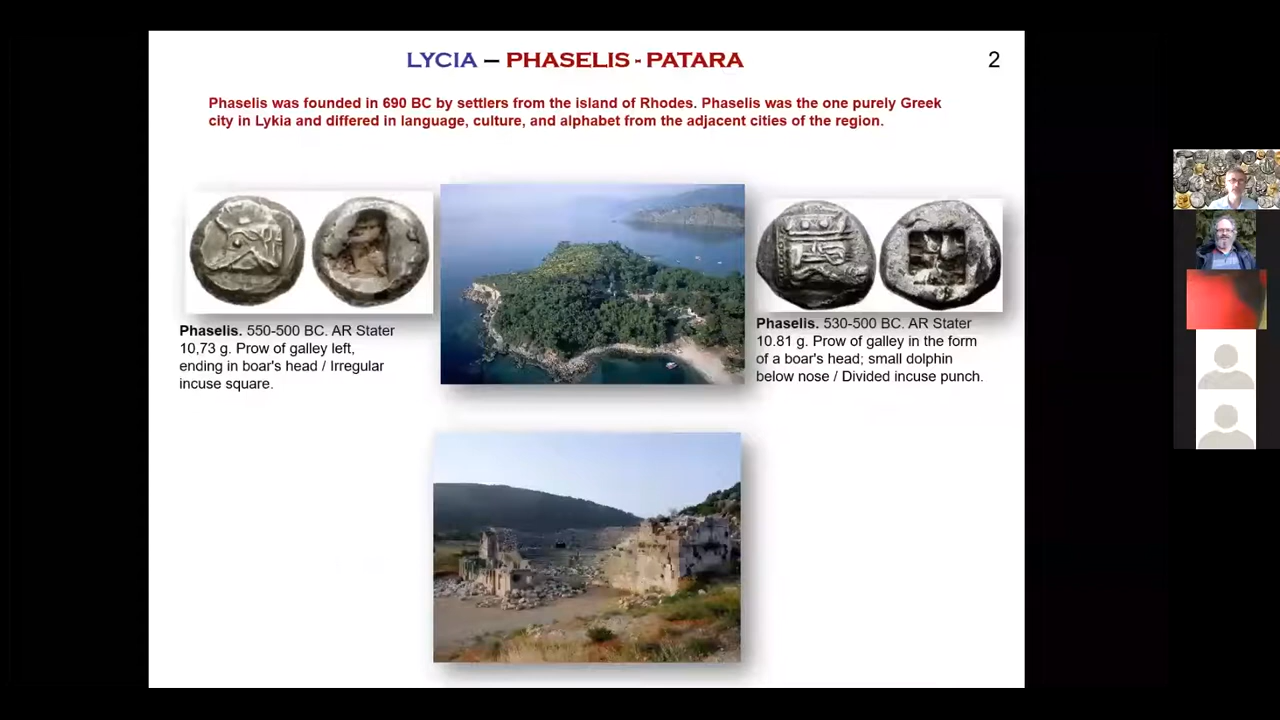 LYCIA – PHASELIS - PATARA
2
Phaselis was founded in 690 BC by settlers from the island of Rhodes. Phaselis was the one purely Greek
city in Lykia and differed in language, culture, and alphabet from the adjacent cities of the region.
Phaselis. 550-500 BC. AR Stater
10,73 g. Prow of galley left,
ending in boar's head / Irregular
incuse square.
Phaselis. 530-500 BC. AR Stater
10.81 g. Prow of galley in the form
of a boar's head; small dolphin
below nose / Divided incuse punch.